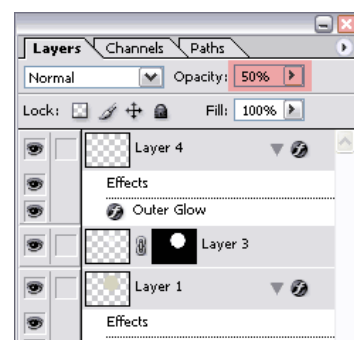 Layers Channels Paths
Normal Opacity: 50%
Lock: Fill: 100%
Layer 4
Effects
Outer Glow
Layer 3
Layer 1
Effects